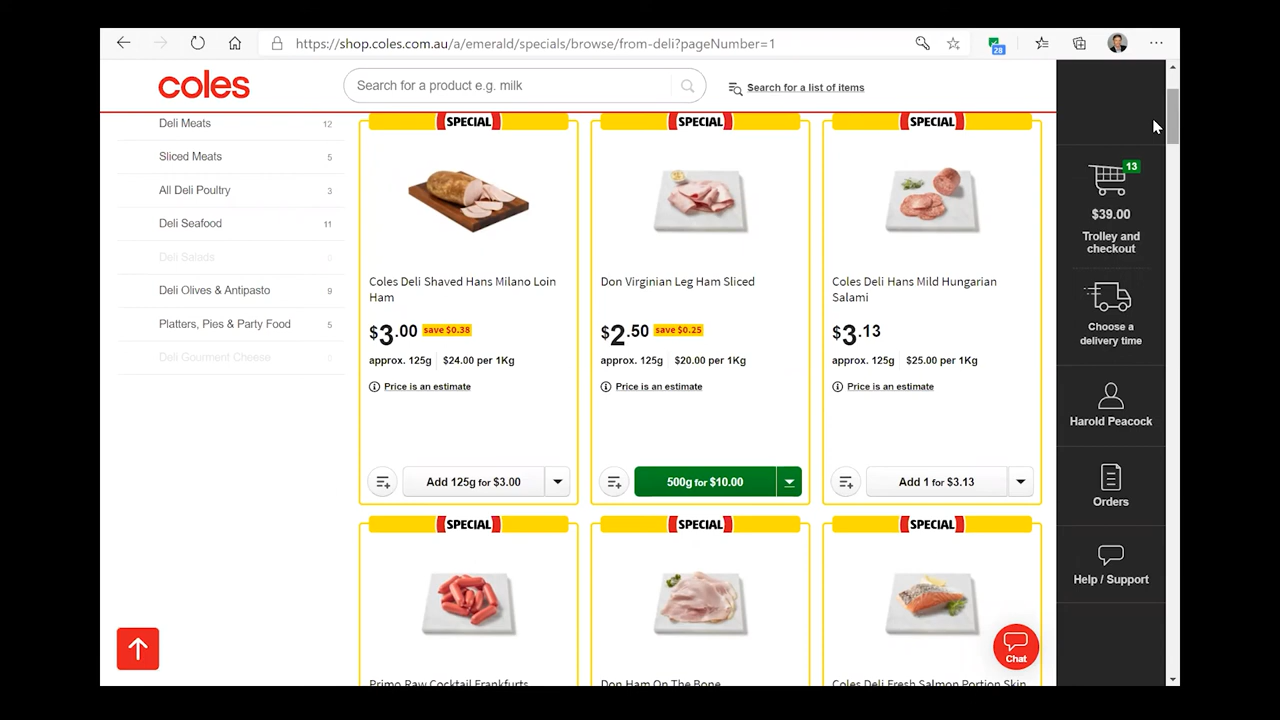 https://shop.coles.com.au/a/emerald/specials/browse/from-deli?pageNumber=1
28
coles
Search for a product e.g. milk
Search for a list of items
Deli Meats 12
Sliced Meats 5
All Deli Poultry 3
Deli Seafood 11
Deli Salads 0
Deli Olives & Antipasto 9
Platters, Pies & Party Food 5
Deli Gourment Cheese 0
SPECIAL
Coles Deli Shaved Hans Milano Loin
Ham
$3.00 save $0.38
approx. 125g $24.00 per 1Kg
Price is an estimate
Add 125g for $3.00
SPECIAL
Don Virginian Leg Ham Sliced
$2.50 save $0.25
approx. 125g $20.00 per 1Kg
Price is an estimate
500g for $10.00
SPECIAL
Coles Deli Hans Mild Hungarian
Salami
$3.13
approx. 125g $25.00 per 1Kg
Price is an estimate
Add 1 for $3.13
SPECIAL
Primo Raw Cocktail Frankfurts
SPECIAL
Don Ham On The Bone
SPECIAL
Coles Deli Fresh Salmon Portion Skin
13
$39.00
Trolley and
checkout
Choose a
delivery time
Harold Peacock
Orders
Help / Support
Chat